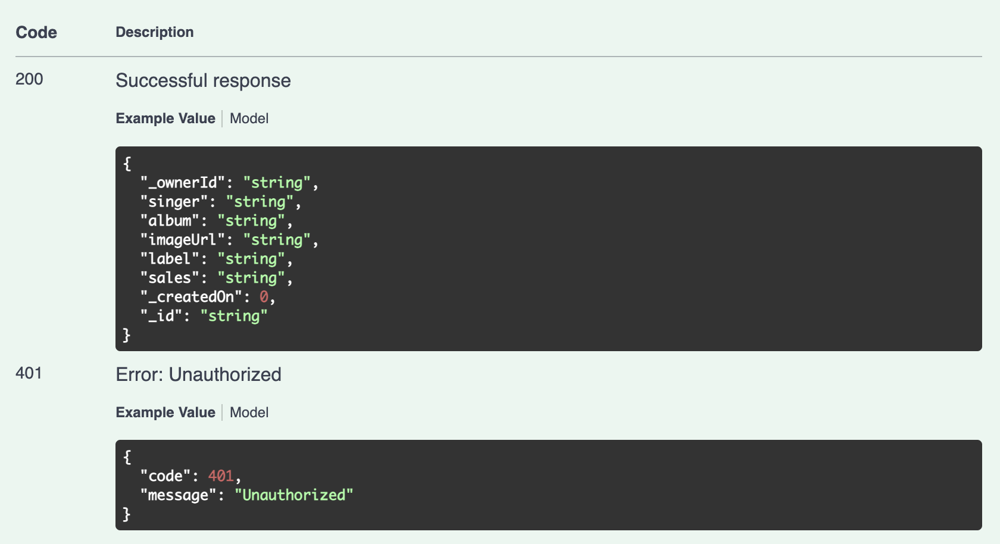 Code Description
200 Successful response
Example Value | Model
{
  "_ownerId": "string",
  "singer": "string",
  "album": "string",
  "imageUrl": "string",
  "label": "string",
  "sales": "string",
  "_createdOn": 0,
  "_id": "string"
}
401 Error: Unauthorized
Example Value | Model
{
  "code": 401,
  "message": "Unauthorized"
}